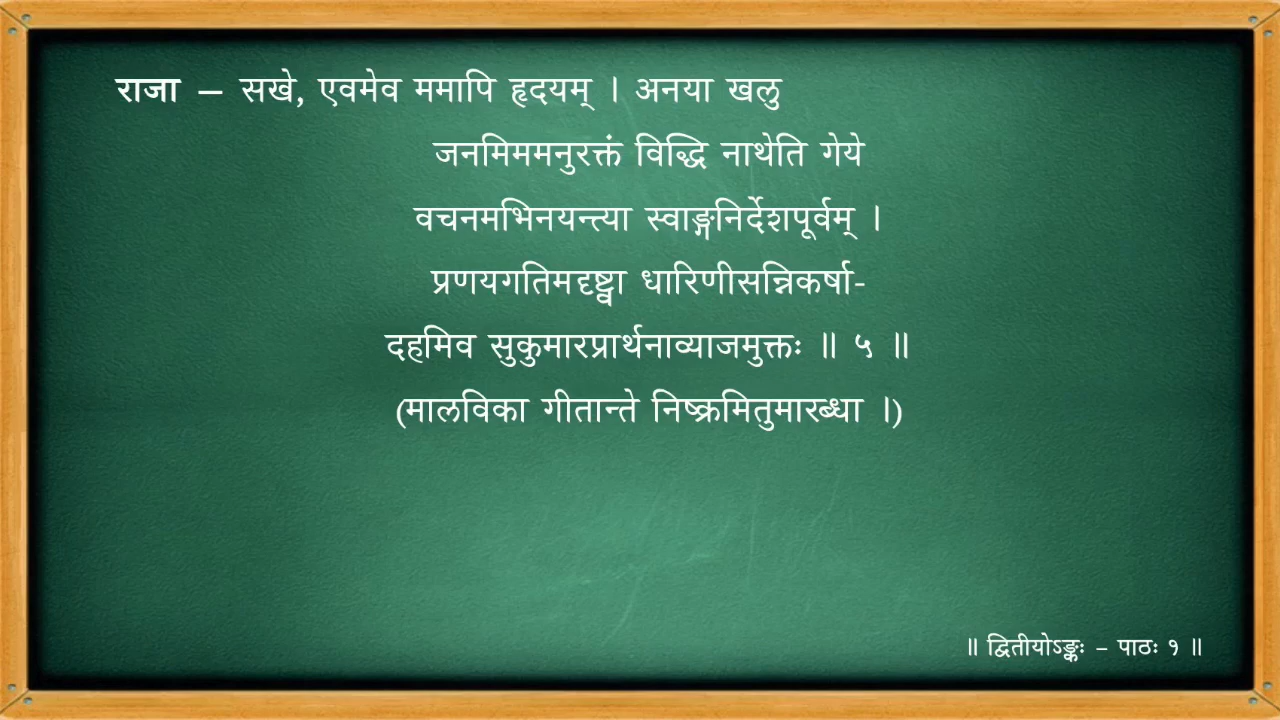 राजा – सखे, एवमेव ममापि हृदयम् । अनया खलु
जनमिममनुरक्तं विद्धि नाथेति गेये
वचनमभिनयन्त्या स्वाङ्गनिर्देशपूर्वम् ।
प्रणयगतिमदृष्ट्वा धारिणीसन्निकर्षा-
दहमिव सुकुमारप्रार्थनाव्याजमुक्तः ॥ ५ ॥
(मालविका गीतान्ते निष्क्रमितुमारब्धा ।)
॥ द्वितीयोऽङ्कः – पाठः १ ॥